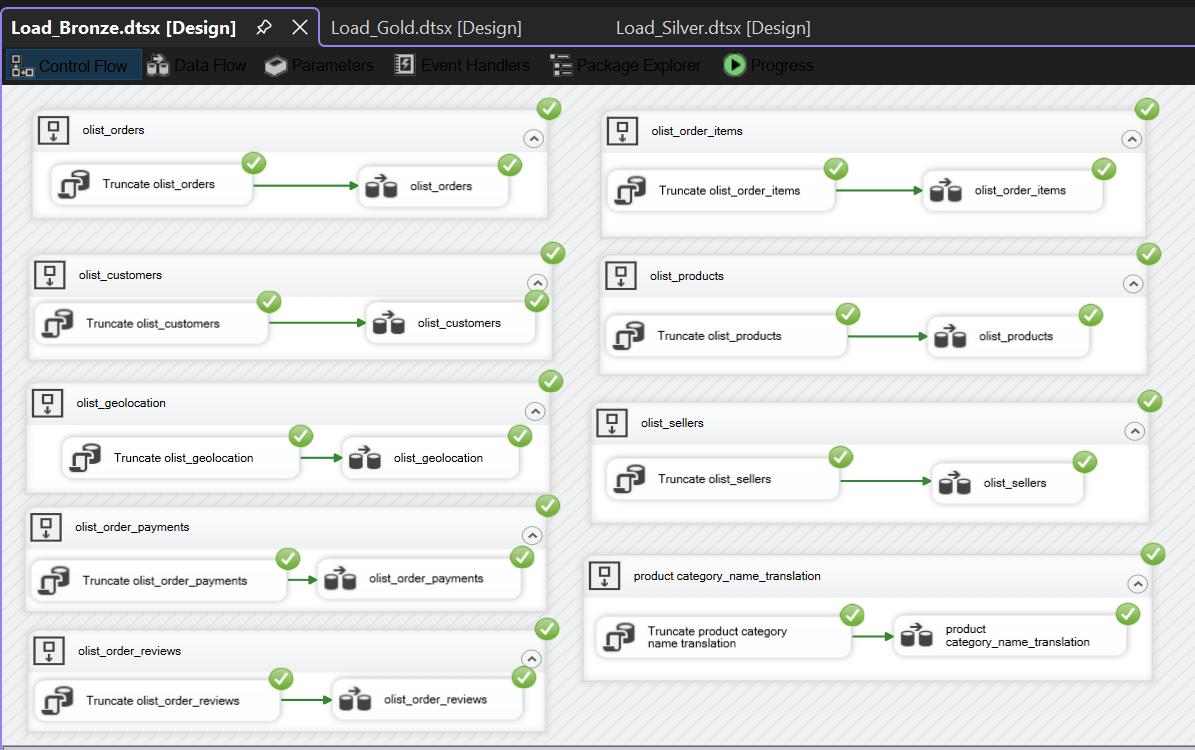 Load_Bronze.dtsx [Design]
Load_Gold.dtsx [Design]
Load_Silver.dtsx [Design]
Control Flow
Data Flow
Parameters
Event Handlers
Package Explorer
Progress
olist_orders
Truncate olist_orders
olist_orders
olist_customers
Truncate olist_customers
olist_customers
olist_geolocation
Truncate olist_geolocation
olist_geolocation
olist_order_payments
Truncate olist_order_payments
olist_order_payments
olist_order_reviews
Truncate olist_order_reviews
olist_order_reviews
olist_order_items
Truncate olist_order_items
olist_order_items
olist_products
Truncate olist_products
olist_products
olist_sellers
Truncate olist_sellers
olist_sellers
product category_name_translation
Truncate product category
name translation
product
category_name_translation